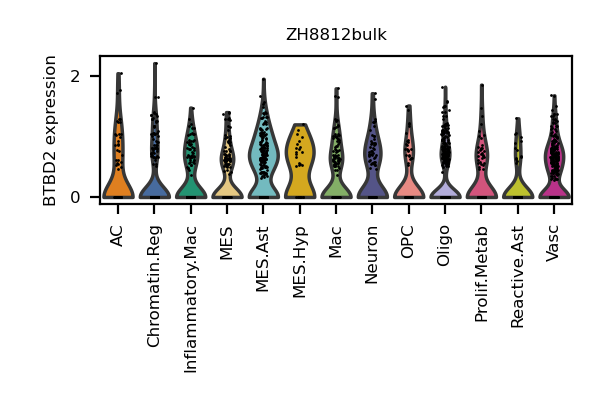 ZH8812bulk
BTBD2 expression
2
0
AC
Chromatin.Reg
Inflammatory.Mac
MES
MES.Ast
MES.Hyp
Mac
Neuron
OPC
Oligo
Prolif.Metab
Reactive.Ast
Vasc